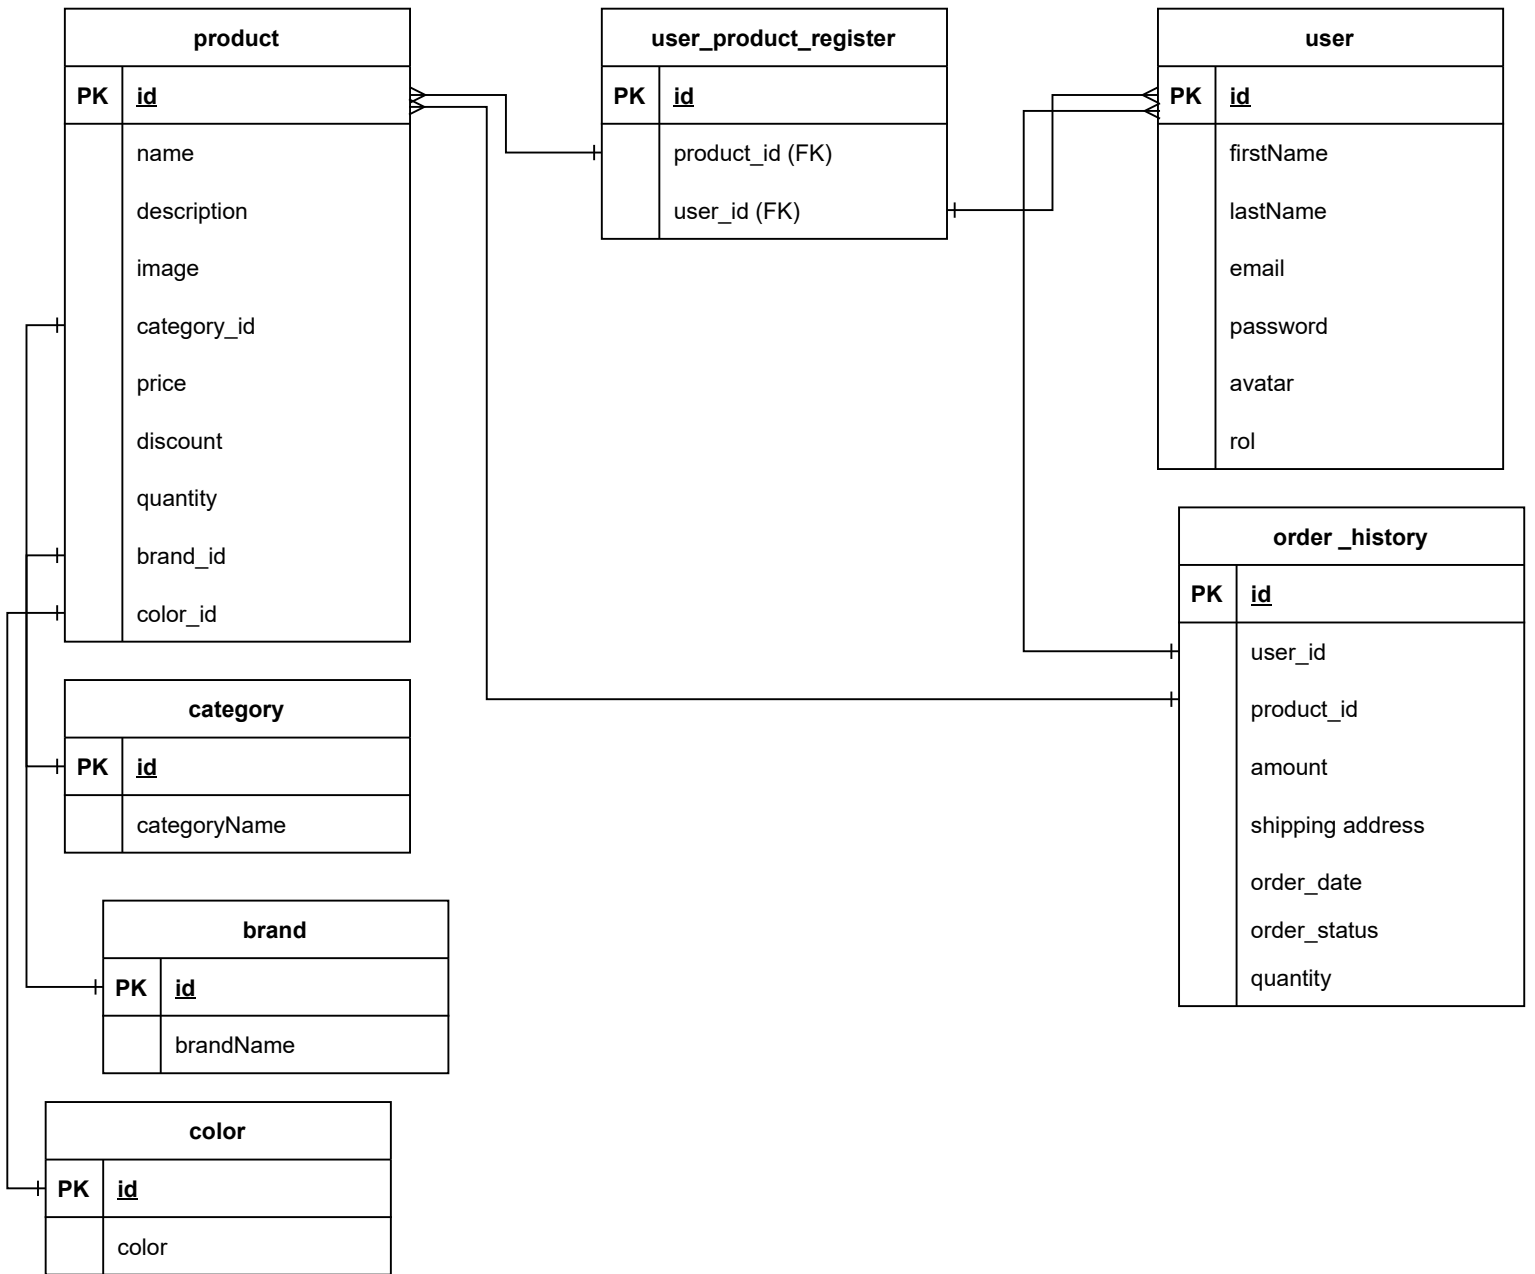 product
PK id
name
description
image
category_id
price
discount
quantity
brand_id
color_id
user_product_register
PK id
product_id (FK)
user_id (FK)
user
PK id
firstName
lastName
email
password
avatar
rol
order _history
PK id
user_id
product_id
amount
shipping address
order_date
order_status
quantity
category
PK id
categoryName
brand
PK id
brandName
color
PK id
color